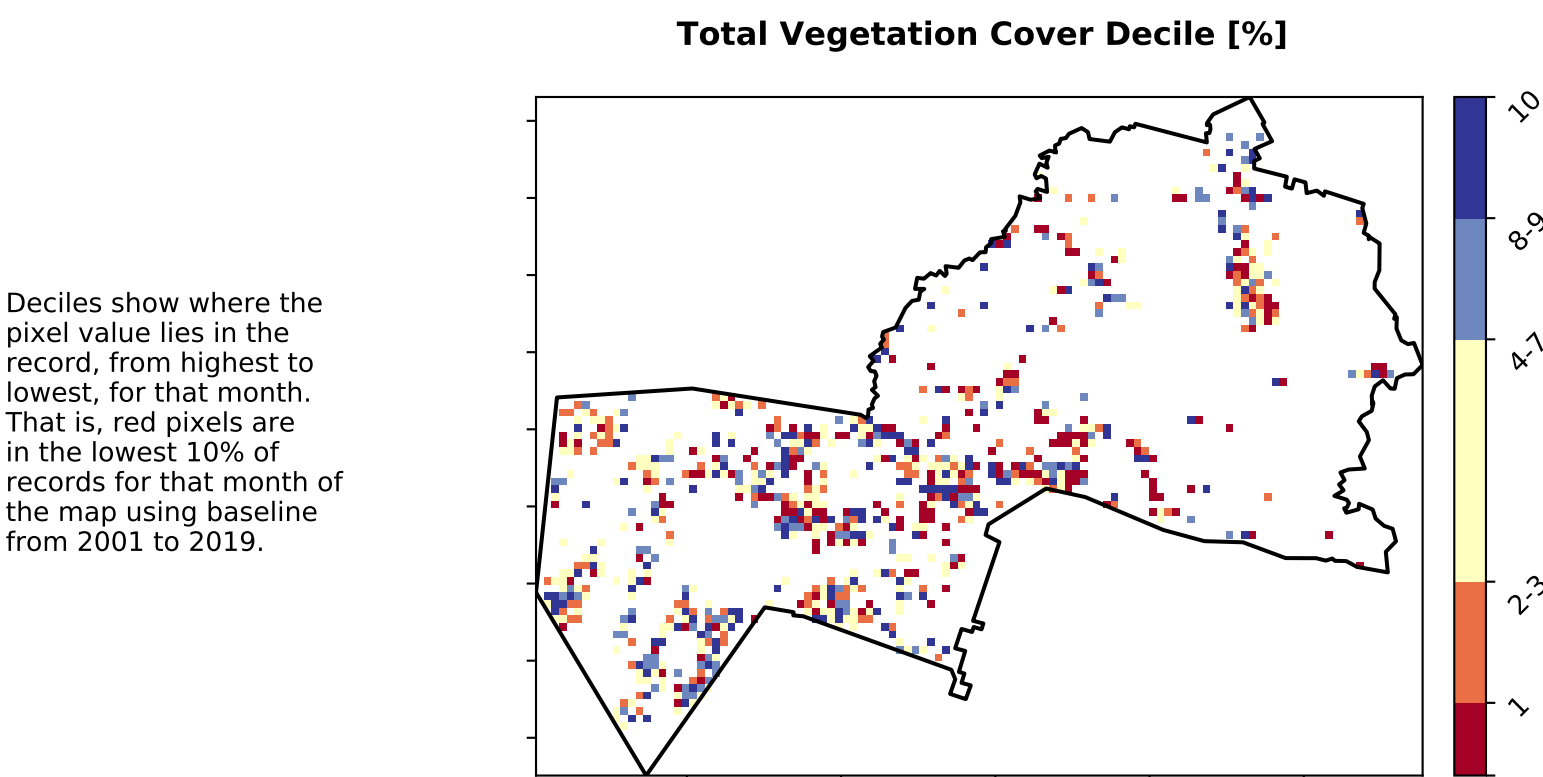 Total Vegetation Cover Decile [%]
Deciles show where the
pixel value lies in the
record, from highest to
lowest, for that month.
That is, red pixels are
in the lowest 10% of
records for that month of
the map using baseline
from 2001 to 2019.
10
8-9
4-7
2-3
1